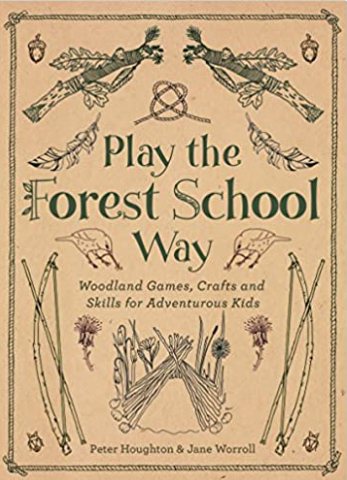 Play the
Forest School
Way
Woodland Games, Crafts and
Skills for Adventurous Kids
Peter Houghton & Jane Worroll